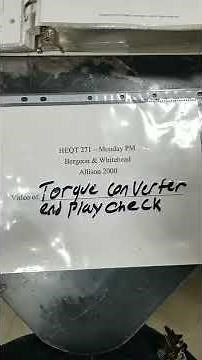 HEQT 271 – Monday PM
Bergeon & Whitehead
Allison 2000
Video of: Torque converter
end play check